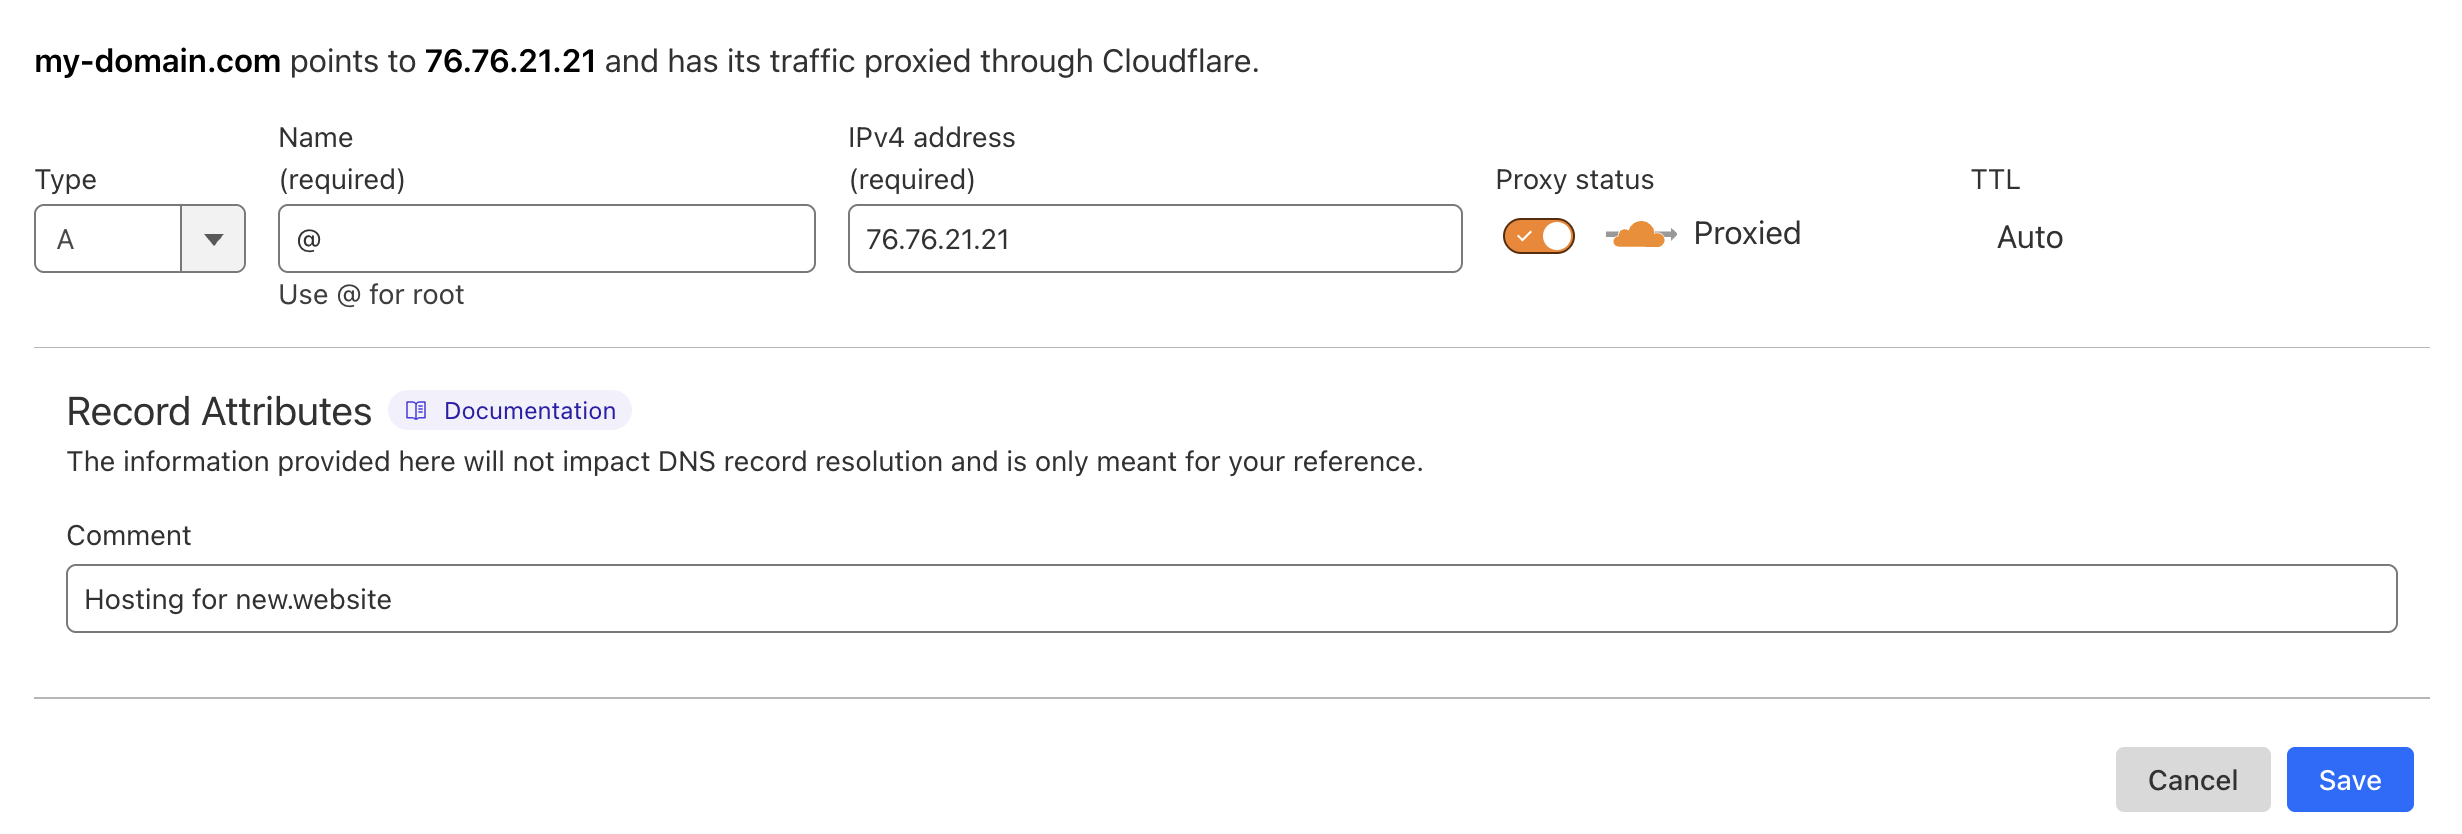 my-domain.com points to 76.76.21.21 and has its traffic proxied through Cloudflare.
Type
Name
(required)
IPv4 address
(required)
Proxy status
TTL
A
@
76.76.21.21
Proxied
Auto
Use @ for root
Record Attributes
Documentation
The information provided here will not impact DNS record resolution and is only meant for your reference.
Comment
Hosting for new.website
Cancel
Save